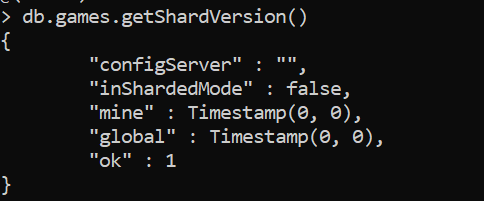 > db.games.getShardVersion()
{
        "configServer" : "",
        "inShardedMode" : false,
        "mine" : Timestamp(0, 0),
        "global" : Timestamp(0, 0),
        "ok" : 1
}